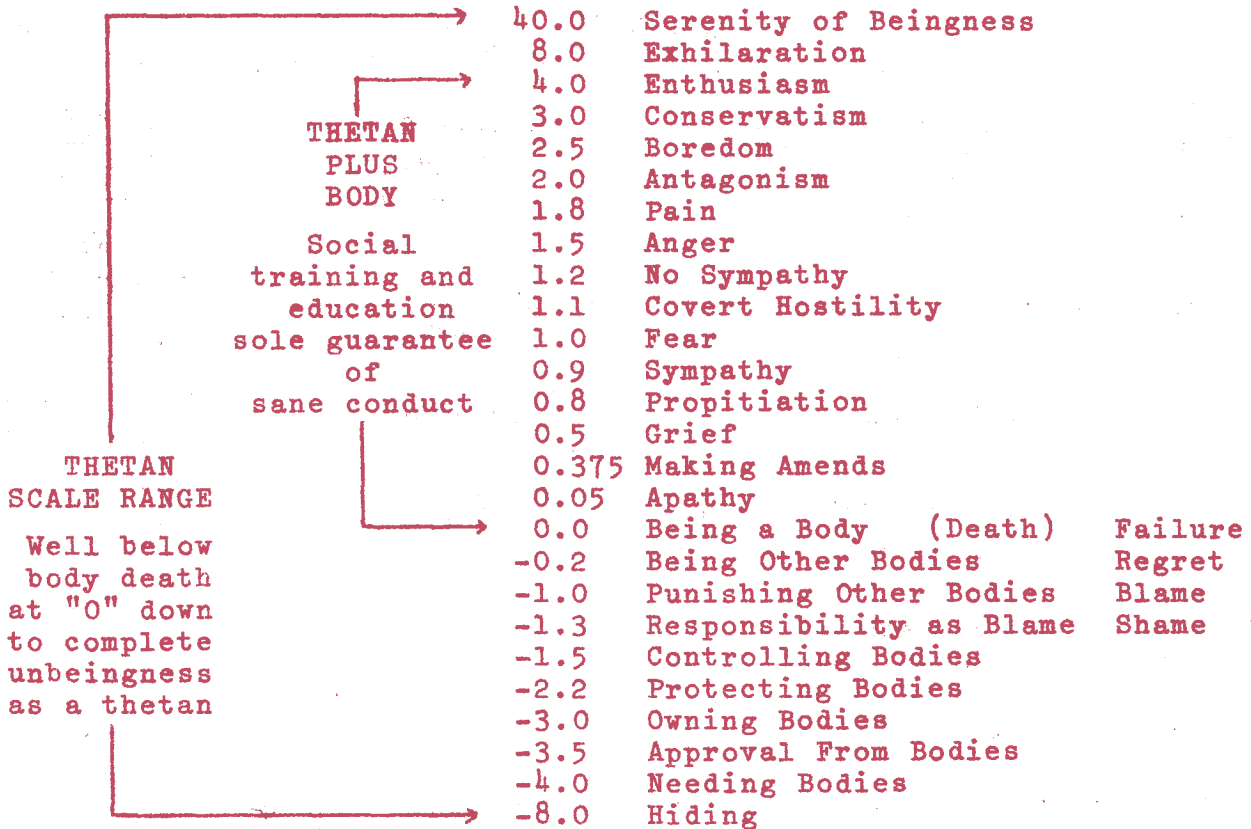 40.0 Serenity of Beingness
8.0 Exhilaration
4.0 Enthusiasm
3.0 Conservatism
2.5 Boredom
2.0 Antagonism
1.8 Pain
1.5 Anger
1.2 No Sympathy
1.1 Covert Hostility
1.0 Fear
0.9 Sympathy
0.8 Propitiation
0.5 Grief
0.375 Making Amends
0.05 Apathy
0.0 Being a Body (Death) Failure
-0.2 Being Other Bodies Regret
-1.0 Punishing Other Bodies Blame
-1.3 Responsibility as Blame Shame
-1.5 Controlling Bodies
-2.2 Protecting Bodies
-3.0 Owning Bodies
-3.5 Approval From Bodies
-4.0 Needing Bodies
-8.0 Hiding
THETAN
PLUS
BODY
Social
training and
education
sole guarantee
of
sane conduct
THETAN
SCALE RANGE
Well below
body death
at "0" down
to complete
unbeingness
as a thetan